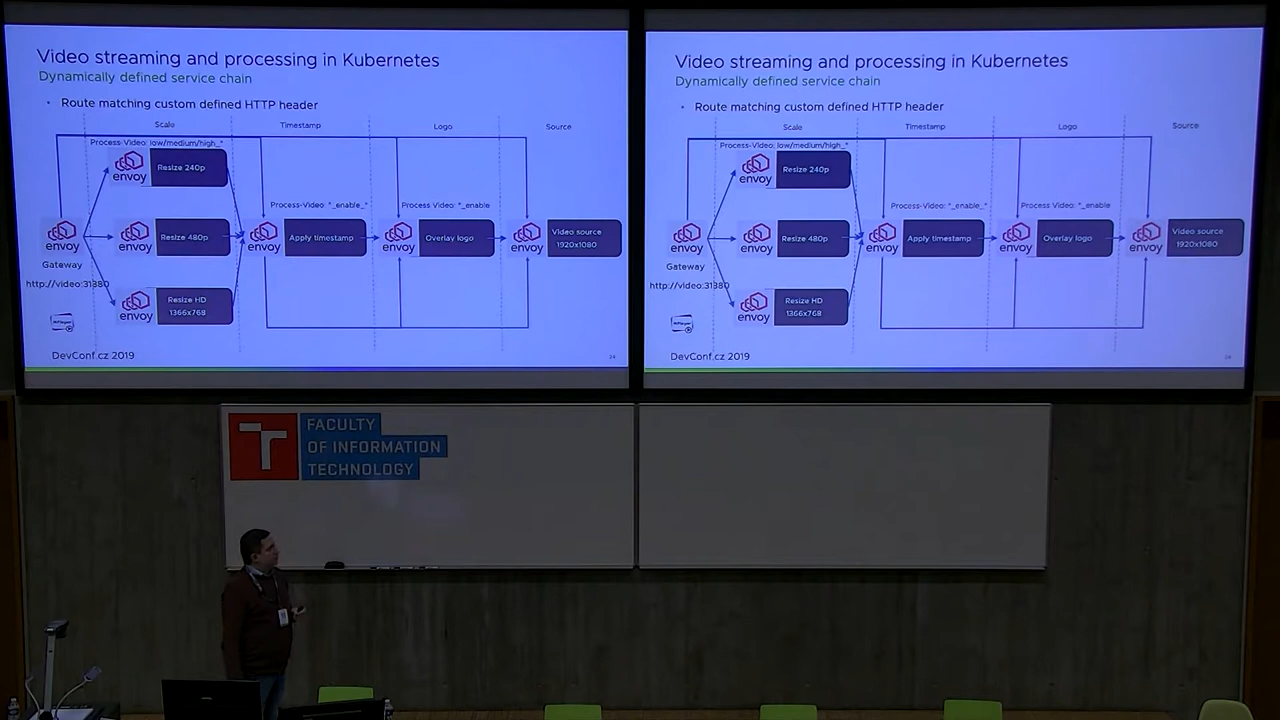 Video streaming and processing in Kubernetes
Dynamically defined service chain
• Route matching custom defined HTTP header
Scale Timestamp Logo Source
Process-Video: low/medium/high_*
envoy Resize 240p
Process-Video: *_enable_* Process Video: *_enable
envoy envoy Resize 480p envoy Apply timestamp envoy Overlay logo envoy Video source
1920x1080
Gateway
http://video:31380
envoy Resize HD
1366x768
DevConf.cz 2019
24
Video streaming and processing in Kubernetes
Dynamically defined service chain
• Route matching custom defined HTTP header
Scale Timestamp Logo Source
Process-Video: low/medium/high_*
envoy Resize 240p
Process-Video: *_enable_* Process Video: *_enable
envoy envoy Resize 480p envoy Apply timestamp envoy Overlay logo envoy Video source
1920x1080
Gateway
http://video:31380
envoy Resize HD
1366x768
DevConf.cz 2019
24
T FACULTY
OF INFORMATION
TECHNOLOGY